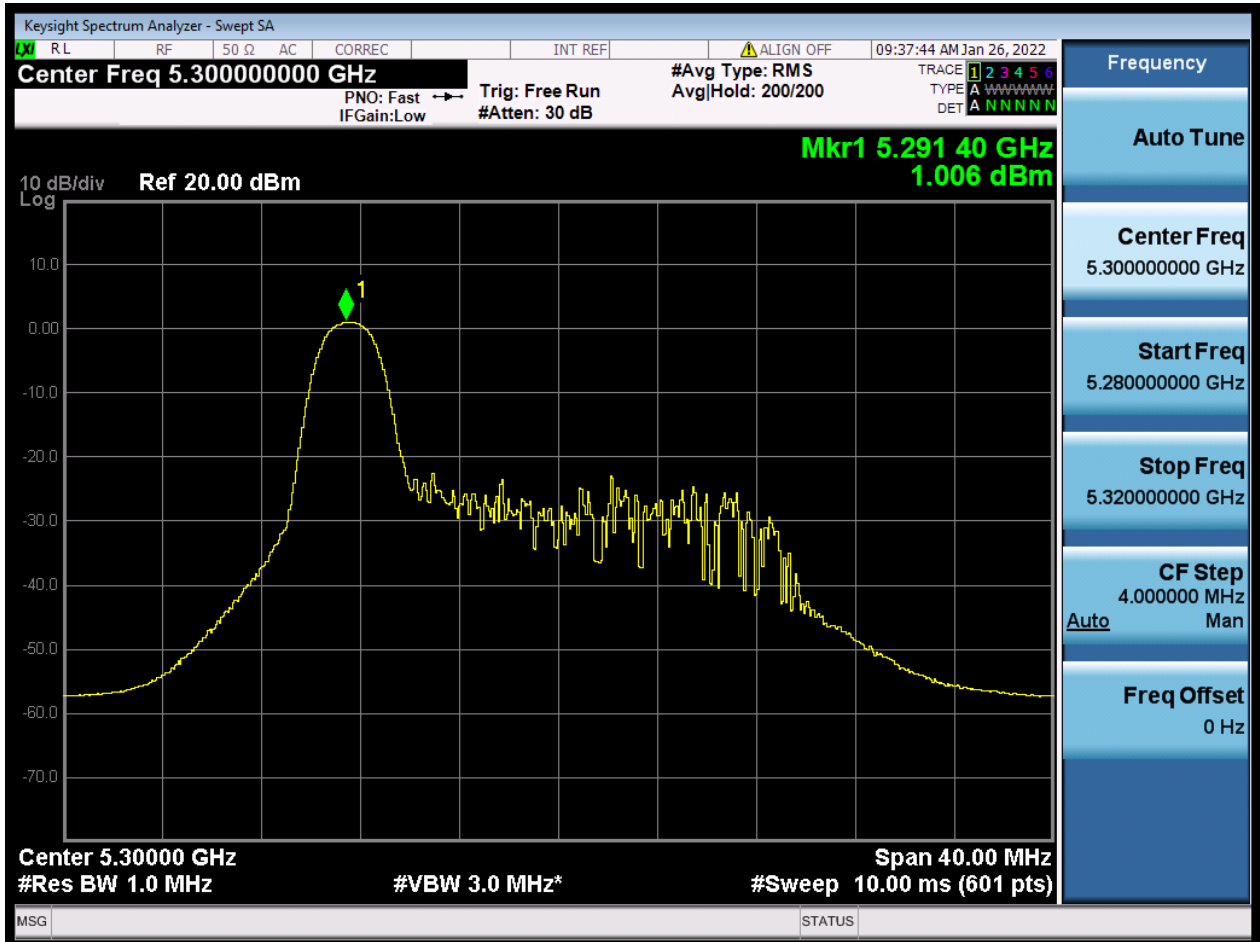 Keysight Spectrum Analyzer - Swept SA
LXI RL RF 50 Ω AC CORREC INT REF ALIGN OFF 09:37:44 AM Jan 26, 2022
Center Freq 5.300000000 GHz
PNO: Fast
IFGain:Low
Trig: Free Run
#Atten: 30 dB
#Avg Type: RMS
Avg|Hold: 200/200
TRACE 1 2 3 4 5 6
TYPE A WWWWW
DET A N N N N N
Mkr1 5.291 40 GHz
1.006 dBm
10 dB/div Ref 20.00 dBm
Log
1
10.0
0.00
-10.0
-20.0
-30.0
-40.0
-50.0
-60.0
-70.0
Center 5.30000 GHz Span 40.00 MHz
#Res BW 1.0 MHz #VBW 3.0 MHz* #Sweep 10.00 ms (601 pts)
MSG STATUS
Frequency
Auto Tune
Center Freq
5.300000000 GHz
Start Freq
5.280000000 GHz
Stop Freq
5.320000000 GHz
CF Step
4.000000 MHz
Auto Man
Freq Offset
0 Hz